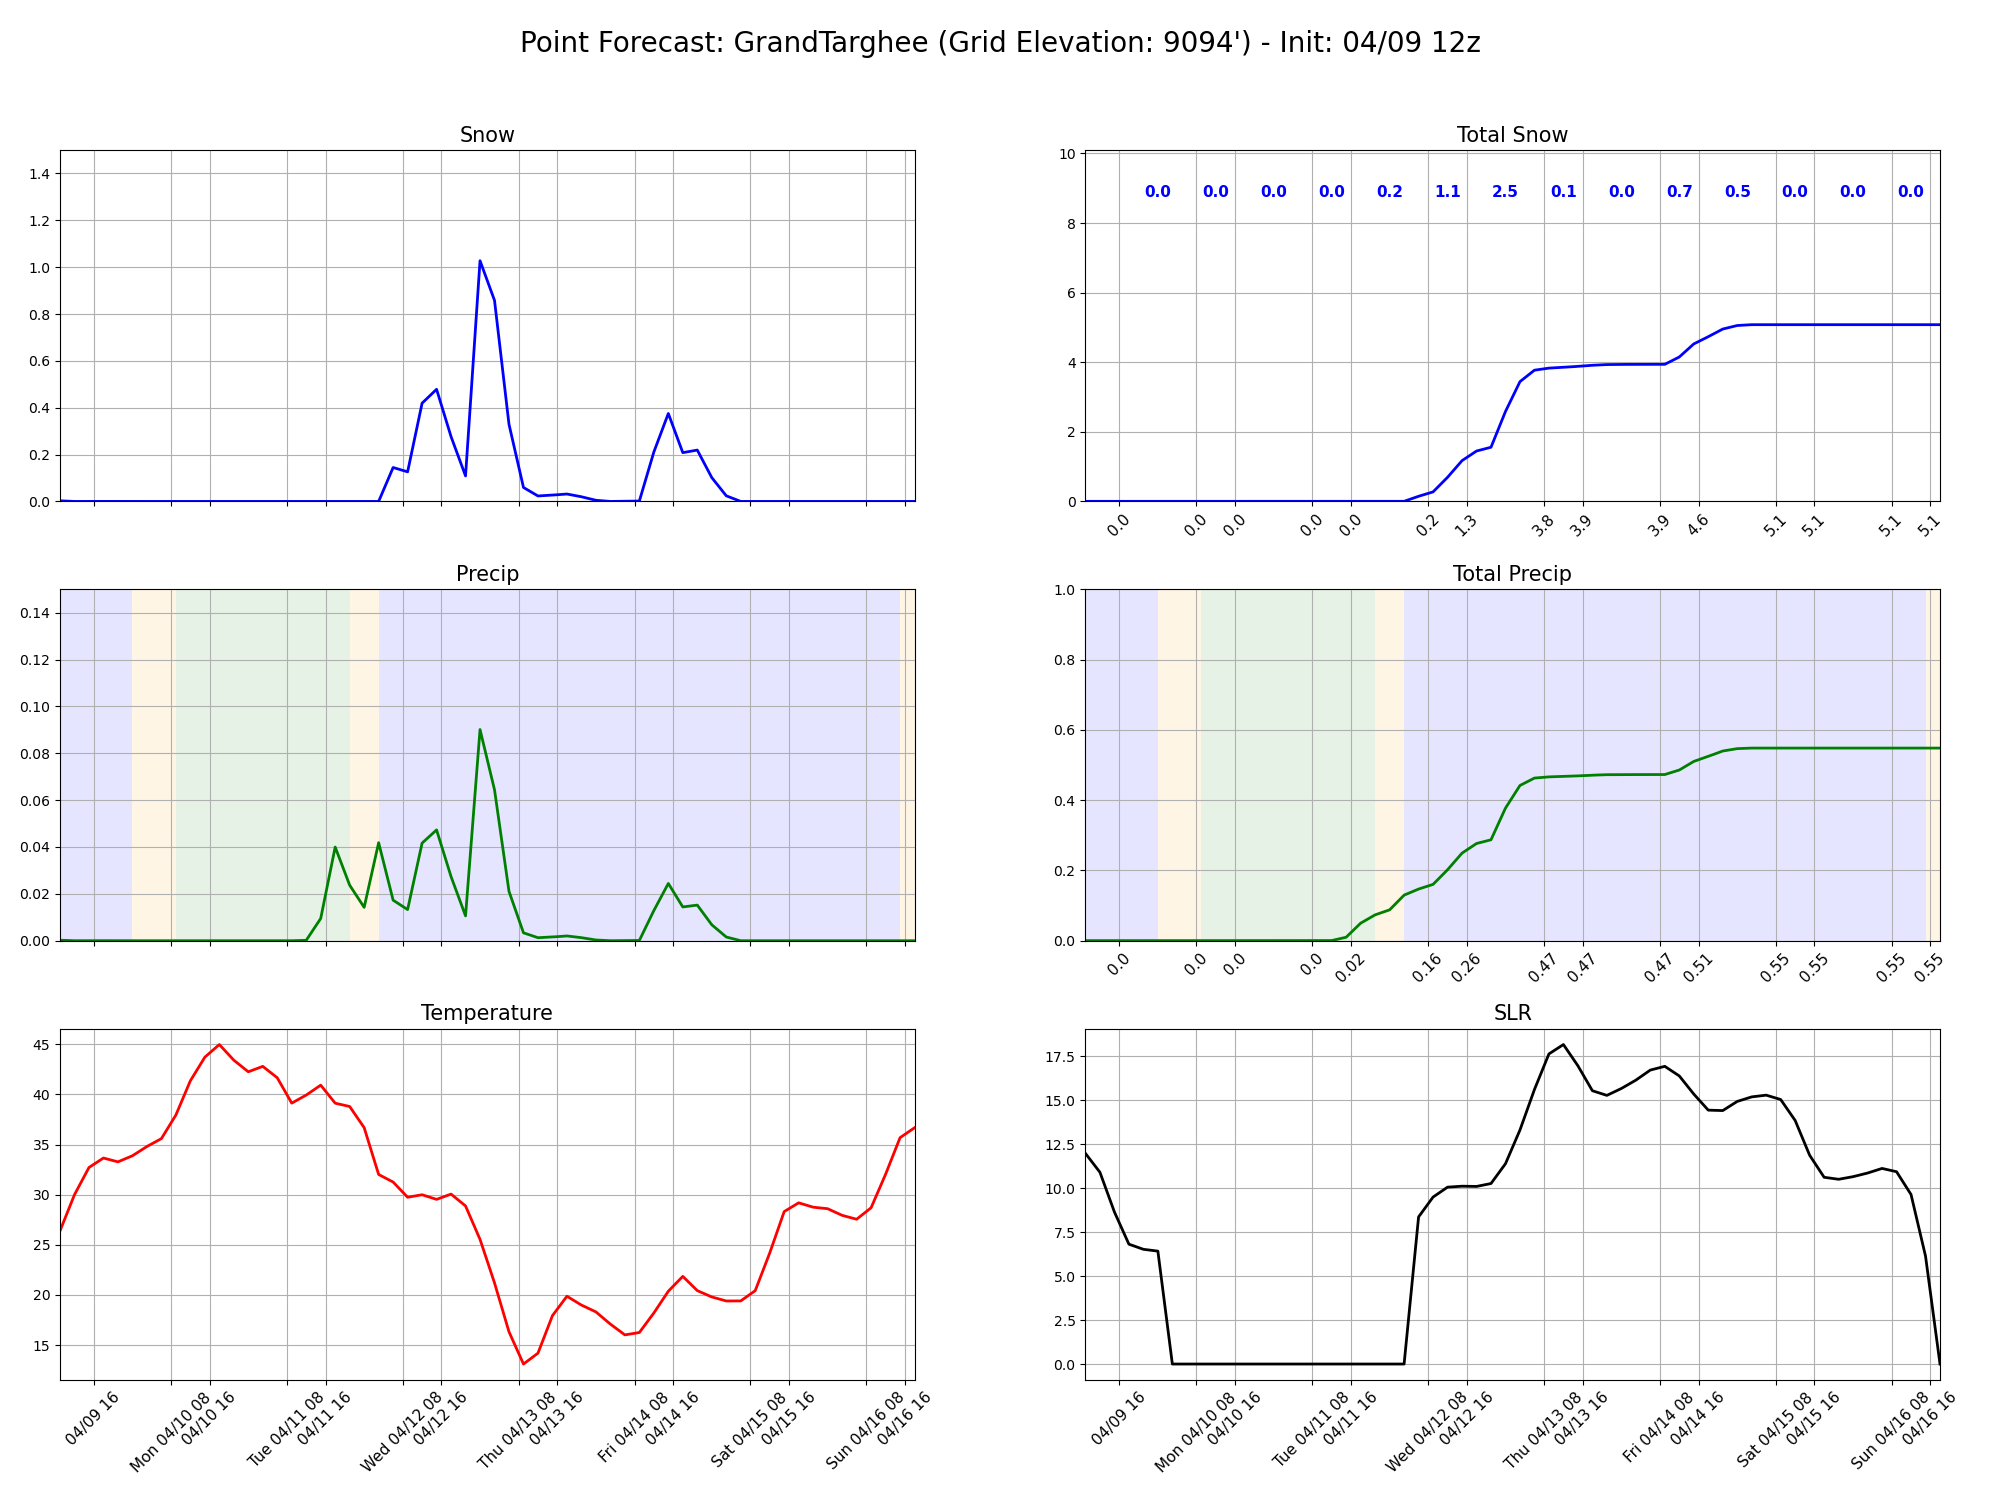 Point Forecast: GrandTarghee (Grid Elevation: 9094') - Init: 04/09 12z
Snow
1.4
1.2
1.0
0.8
0.6
0.4
0.2
0.0
Total Snow
10
8
6
4
2
0
0.0 0.0 0.0 0.0 0.2 1.1 2.5 0.1 0.0 0.7 0.5 0.0 0.0 0.0
0.0 0.0 0.0 0.0 0.0 0.2 1.3 3.8 3.9 3.9 4.6 5.1 5.1 5.1 5.1
Precip
0.14
0.12
0.10
0.08
0.06
0.04
0.02
0.00
Total Precip
1.0
0.8
0.6
0.4
0.2
0.0
0.0 0.0 0.0 0.0 0.02 0.16 0.26 0.47 0.47 0.47 0.51 0.55 0.55 0.55 0.55
Temperature
45
40
35
30
25
20
15
04/09 16
Mon 04/10 08
04/10 16
Tue 04/11 08
04/11 16
Wed 04/12 08
04/12 16
Thu 04/13 08
04/13 16
Fri 04/14 08
04/14 16
Sat 04/15 08
04/15 16
Sun 04/16 08
04/16 16
SLR
17.5
15.0
12.5
10.0
7.5
5.0
2.5
0.0
04/09 16
Mon 04/10 08
04/10 16
Tue 04/11 08
04/11 16
Wed 04/12 08
04/12 16
Thu 04/13 08
04/13 16
Fri 04/14 08
04/14 16
Sat 04/15 08
04/15 16
Sun 04/16 08
04/16 16